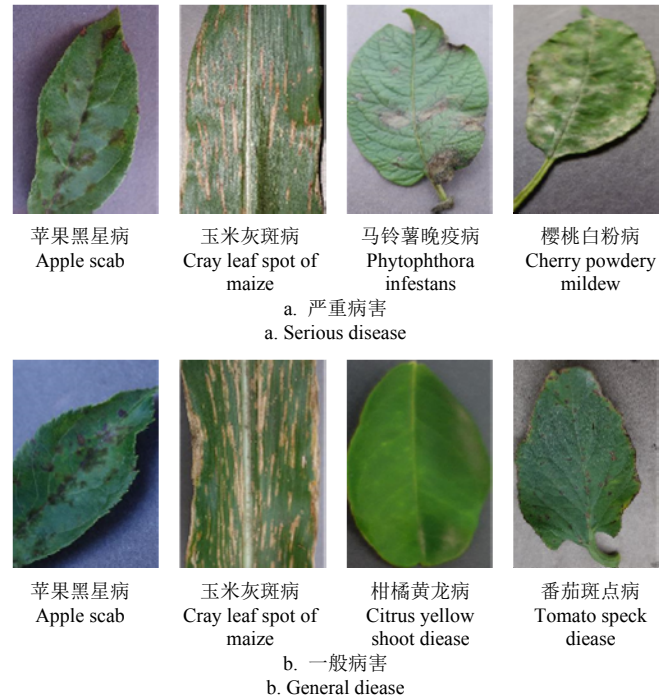 苹果黑星病 玉米灰斑病 马铃薯晚疫病 樱桃白粉病
Apple scab Cray leaf spot of Phytophthora Cherry powdery
maize infestans mildew
a. 严重病害
a. Serious disease
苹果黑星病 玉米灰斑病 柑橘黄龙病 番茄斑点病
Apple scab Cray leaf spot of Citrus yellow Tomato speck
maize shoot diease diease
b. 一般病害
b. General diease